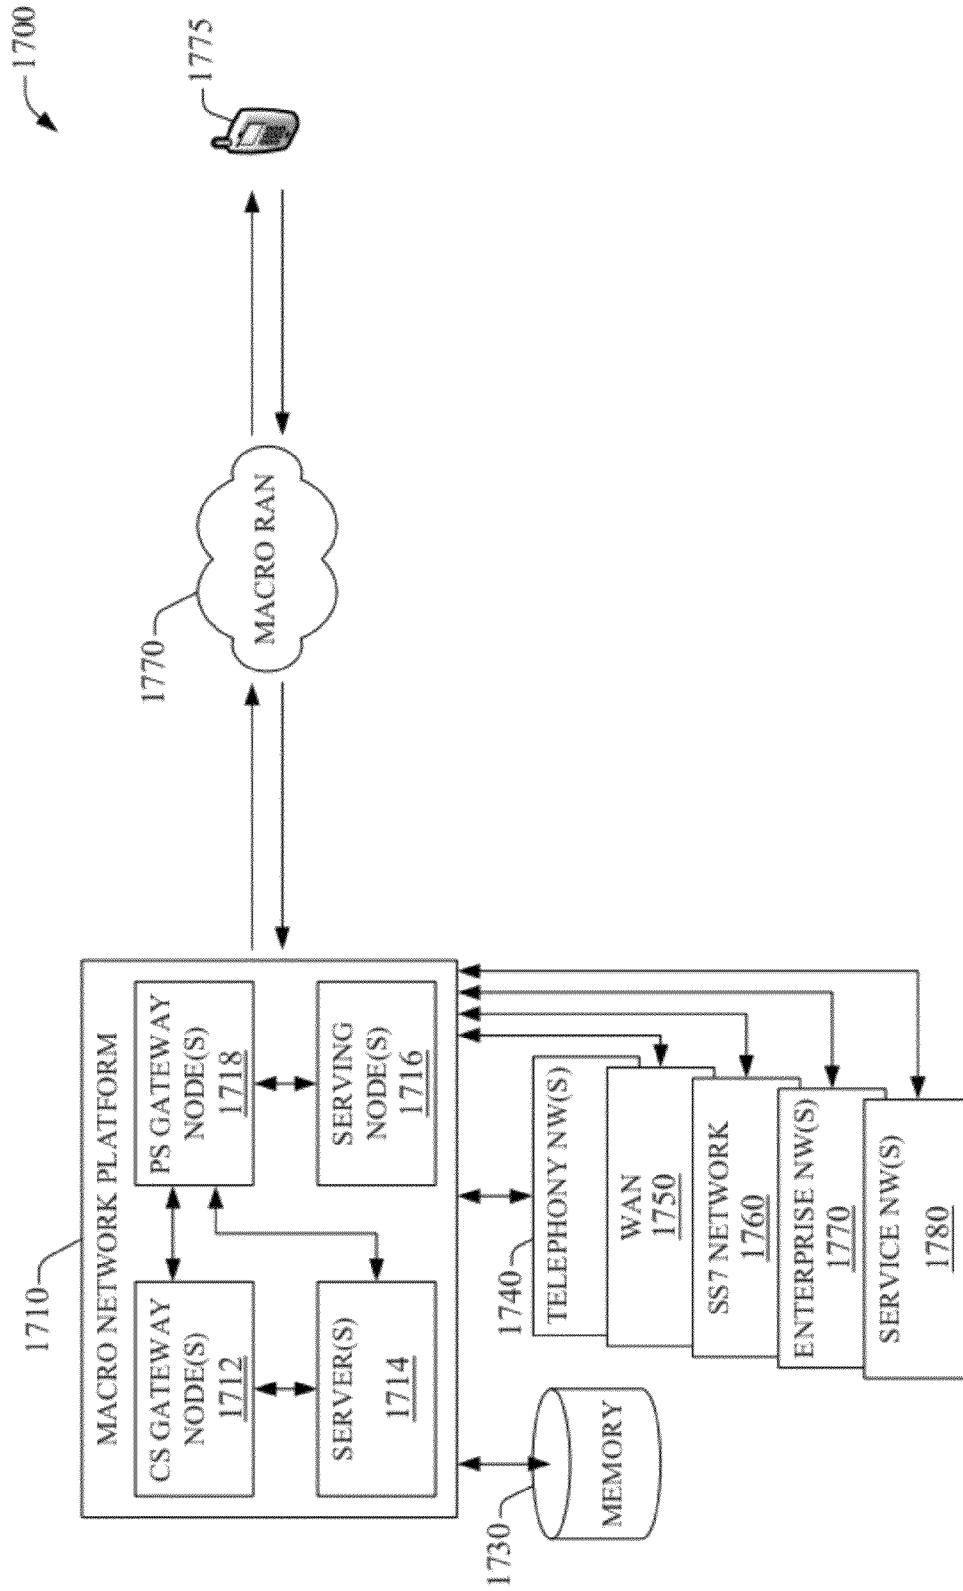 1700
1710
MACRO NETWORK PLATFORM
CS GATEWAY
NODE(S)
1712
PS GATEWAY
NODE(S)
1718
SERVER(S)
1714
SERVING
NODE(S)
1716
1770
MACRO RAN
1775
1730
MEMORY
1740
TELEPHONY NW(S)
WAN
1750
SS7 NETWORK
1760
ENTERPRISE NW(S)
1770
SERVICE NW(S)
1780